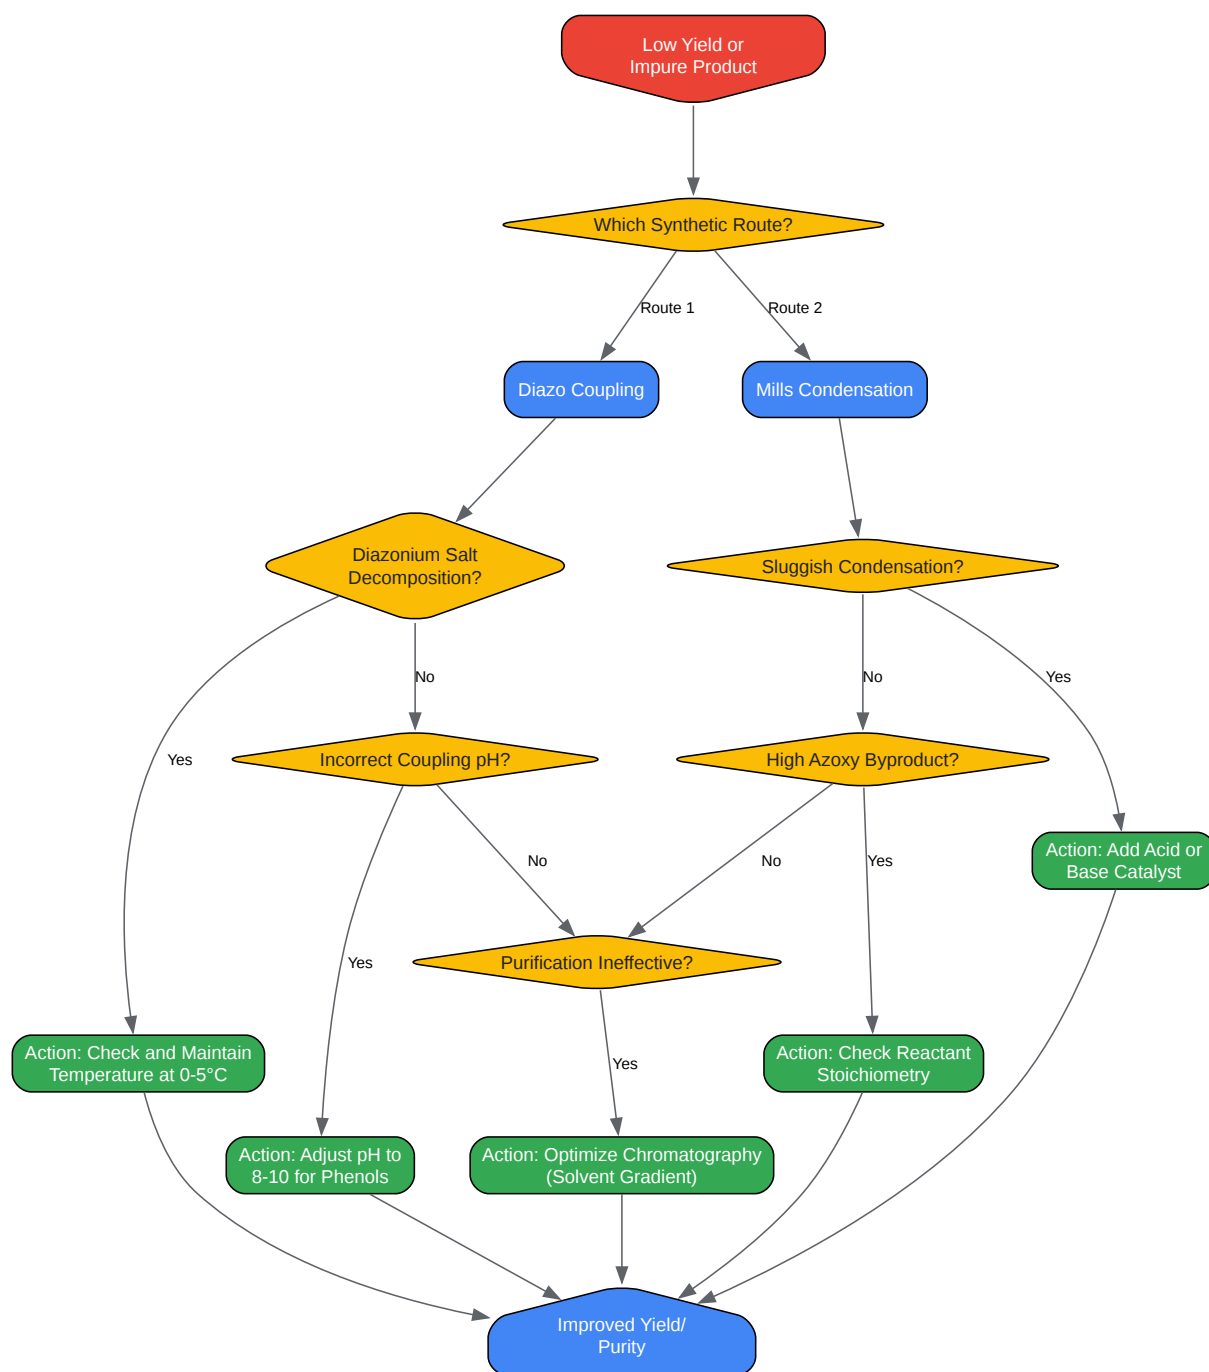 Low Yield or
Impure Product
Which Synthetic Route?
Route 1
Route 2
Diazo Coupling
Mills Condensation
Diazonium Salt
Decomposition?
Sluggish Condensation?
No
No
Yes
Yes
Incorrect Coupling pH?
High Azoxy Byproduct?
Action: Add Acid or
Base Catalyst
No
No
Yes
Yes
Purification Ineffective?
Action: Check and Maintain
Temperature at 0-5°C
Yes
Action: Check Reactant
Stoichiometry
Action: Adjust pH to
8-10 for Phenols
Action: Optimize Chromatography
(Solvent Gradient)
Improved Yield/
Purity